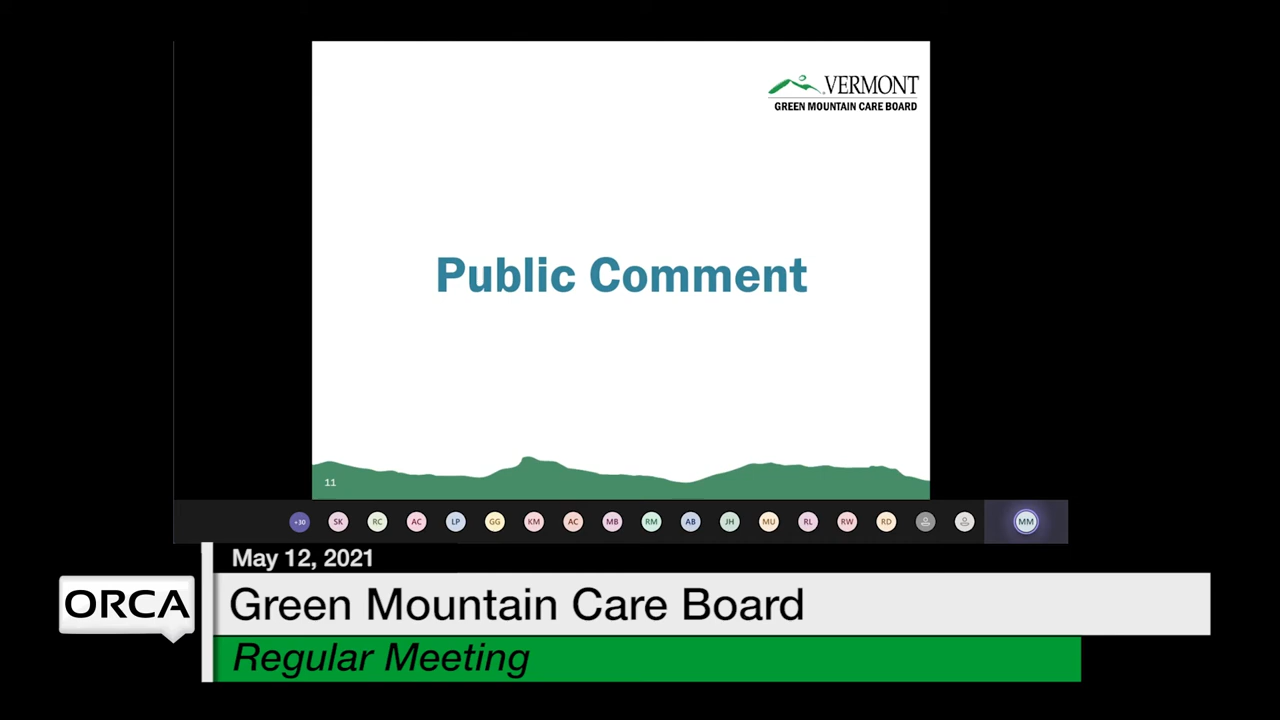 VERMONT
GREEN MOUNTAIN CARE BOARD
Public Comment
11
+30 SK RC AC LP GG KM AC MB RM AB JH MU RL RW RD MM
May 12, 2021
ORCA
Green Mountain Care Board
Regular Meeting